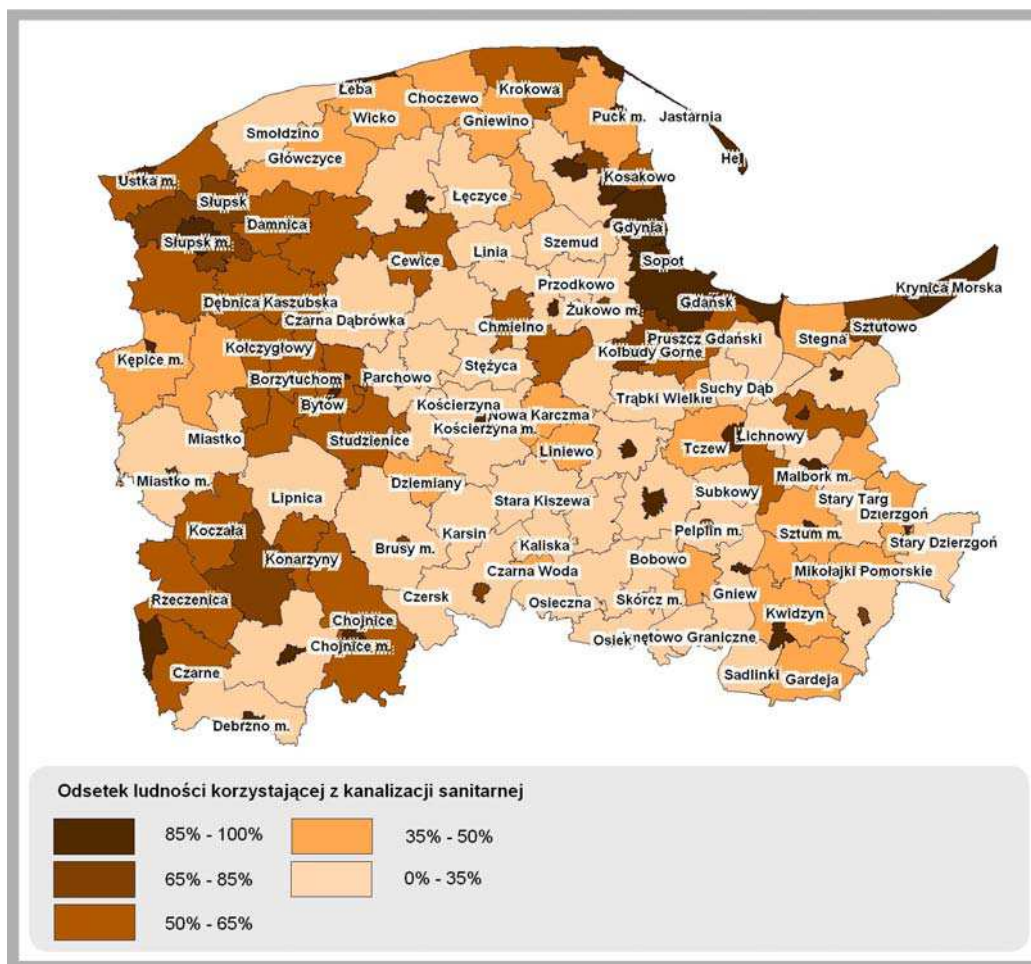 Łeba
Choczewo
Krokowa
Wicko
Gniewino
Puck m.
Jastarnia
Smołdzino
Główczyce
Hel
Ustka m.
Łęczyce
Kosakowo
Słupsk
Damnica
Gdynia
Słupsk m.
Cewice
Linia
Szemud
Sopot
Przodkowo
Krynica Morska
Dębnica Kaszubska
Żukowo m.
Gdańsk
Czarna Dąbrówka
Chmielno
Pruszcz Gdański
Stegna
Sztutowo
Kępice m.
Kołczygłowy
Kolbudy Górne
Borzytuchom
Parchowo
Stężyca
Suchy Dąb
Bytów
Kościerzyna
Trąbki Wielkie
Nowa Karczma
Miastko
Studzienice
Kościerzyna m.
Lichnowy
Liniewo
Tczew
Miastko m.
Dziemiany
Malbork m.
Lipnica
Stara Kiszewa
Subkowy
Stary Targ
Dzierzgoń
Koczała
Karsin
Pelplin m.
Sztum m.
Stary Dzierzgoń
Konarzyny
Brusy m.
Kaliska
Bobowo
Czarna Woda
Mikołajki Pomorskie
Rzeczenica
Czersk
Osieczna
Skórcz m.
Gniew
Kwidzyn
Chojnice
Chojnice m.
Osiek
Graniczne
Czarne
Sadlinki
Gardeja
Debrzno m.
Odsetek ludności korzystającej z kanalizacji sanitarnej
85% - 100%
35% - 50%
65% - 85%
0% - 35%
50% - 65%